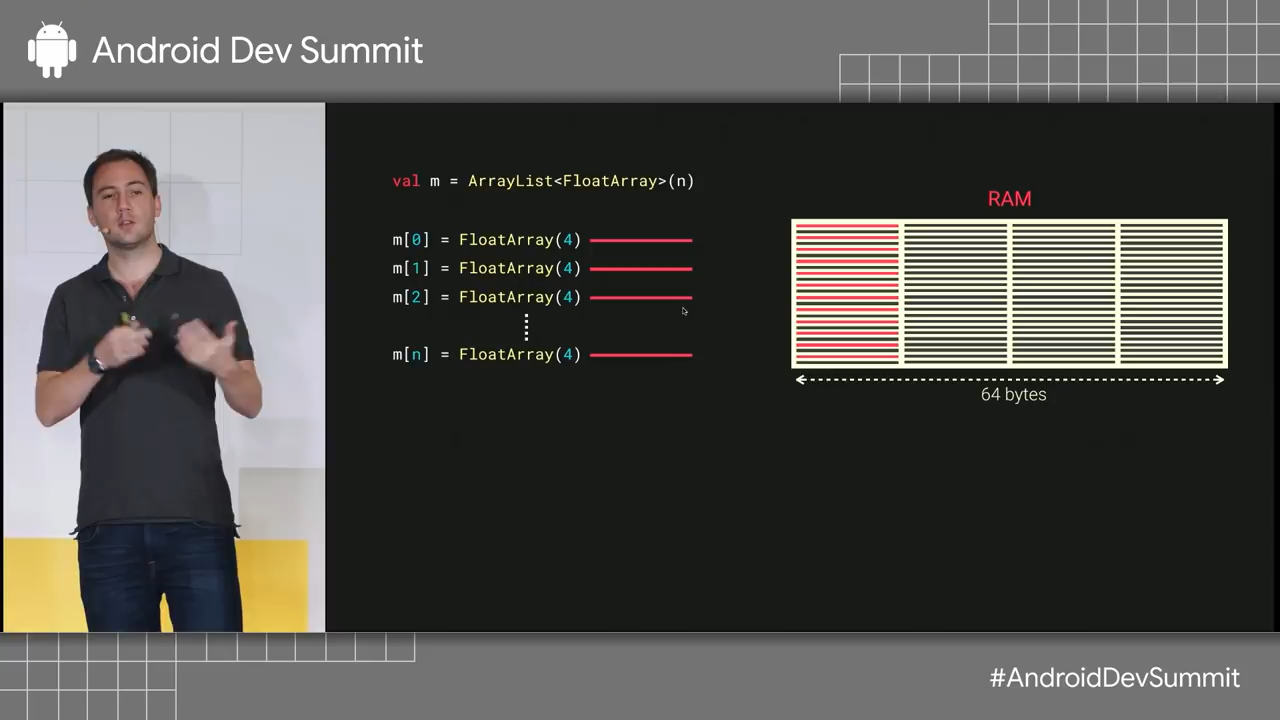 Android Dev Summit
val m = ArrayList<FloatArray>(n)
m[0] = FloatArray(4)
m[1] = FloatArray(4)
m[2] = FloatArray(4)
m[n] = FloatArray(4)
RAM
64 bytes
#AndroidDevSummit